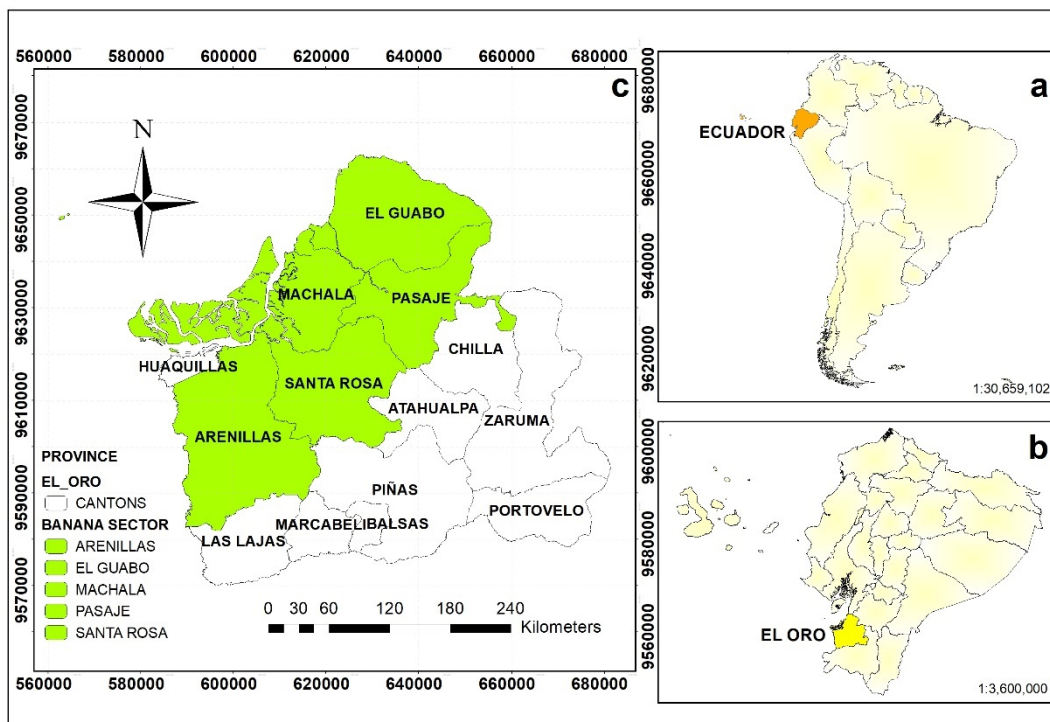 560000 580000 600000 620000 640000 660000 680000
c
N
9670000
9650000
9630000
9610000
9590000
9570000
EL GUABO
MACHALA
PASAJE
HUAQUILLAS
CHILLA
SANTA ROSA
ATAHUALPA
ZARUMA
ARENILLAS
PIÑAS
MARCABELI
BALSAS
PORTOVELO
LAS LAJAS
PROVINCE
EL_ORO
CANTONS
BANANA SECTOR
ARENILLAS
EL GUABO
MACHALA
PASAJE
SANTA ROSA
0 30 60 120 180 240
Kilometers
560000 580000 600000 620000 640000 660000 680000
9680000
9660000
9640000
9620000
9600000
9580000
9560000
a
ECUADOR
1:30,659,102
b
EL ORO
1:3,600,000